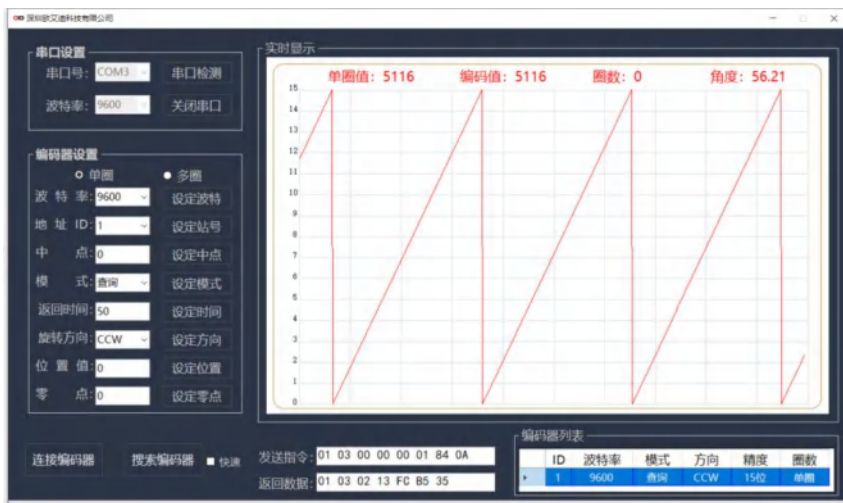 深圳欧艾迪科技有限公司
串口设置
串口号: COM3 串口检测
波特率: 9600 关闭串口
编码器设置
单圈 多圈
波 特 率: 9600 设定波特
地 址 ID: 1 设定站号
中 点: 0 设定中点
模 式: 查询 设定模式
返回时间: 50 设定时间
旋转方向: CCW 设定方向
位 置 值: 0 设定位置
零 点: 0 设定零点
连接编码器 搜索编码器 快速
实时显示
单圈值: 5116 编码值: 5116 圈数: 0 角度: 56.21
15
14
13
12
11
10
9
8
7
6
5
4
3
2
1
0
发送指令: 01 03 00 00 00 01 84 0A
返回数据: 01 03 02 13 FC B5 35
编码器列表
ID 波特率 模式 方向 精度 圈数
1 9600 查询 CCW 15位 单圈